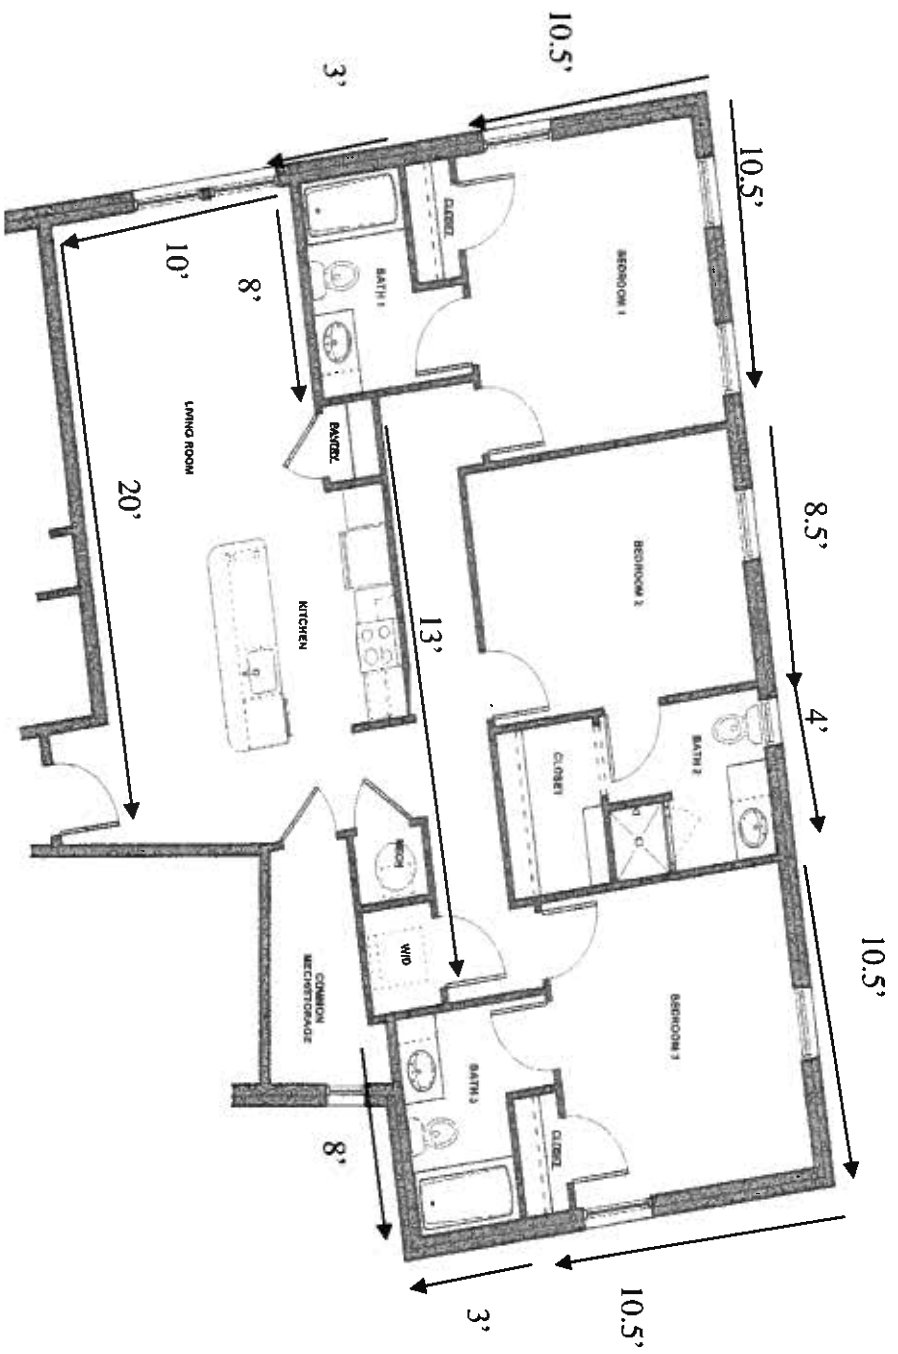 10.5'
8.5'
4'
10.5'
10.5'
10.5'
BEDROOM 1
BEDROOM 2
BATH 2
BEDROOM 3
CLOSET
CLOSET
CLOSET
3'
BATH 3
13'
BATH 1
MECH
W/D
PANTRY
3'
KITCHEN
COMMON
MECH/STORAGE
8'
8'
LIVING ROOM
10'
20'